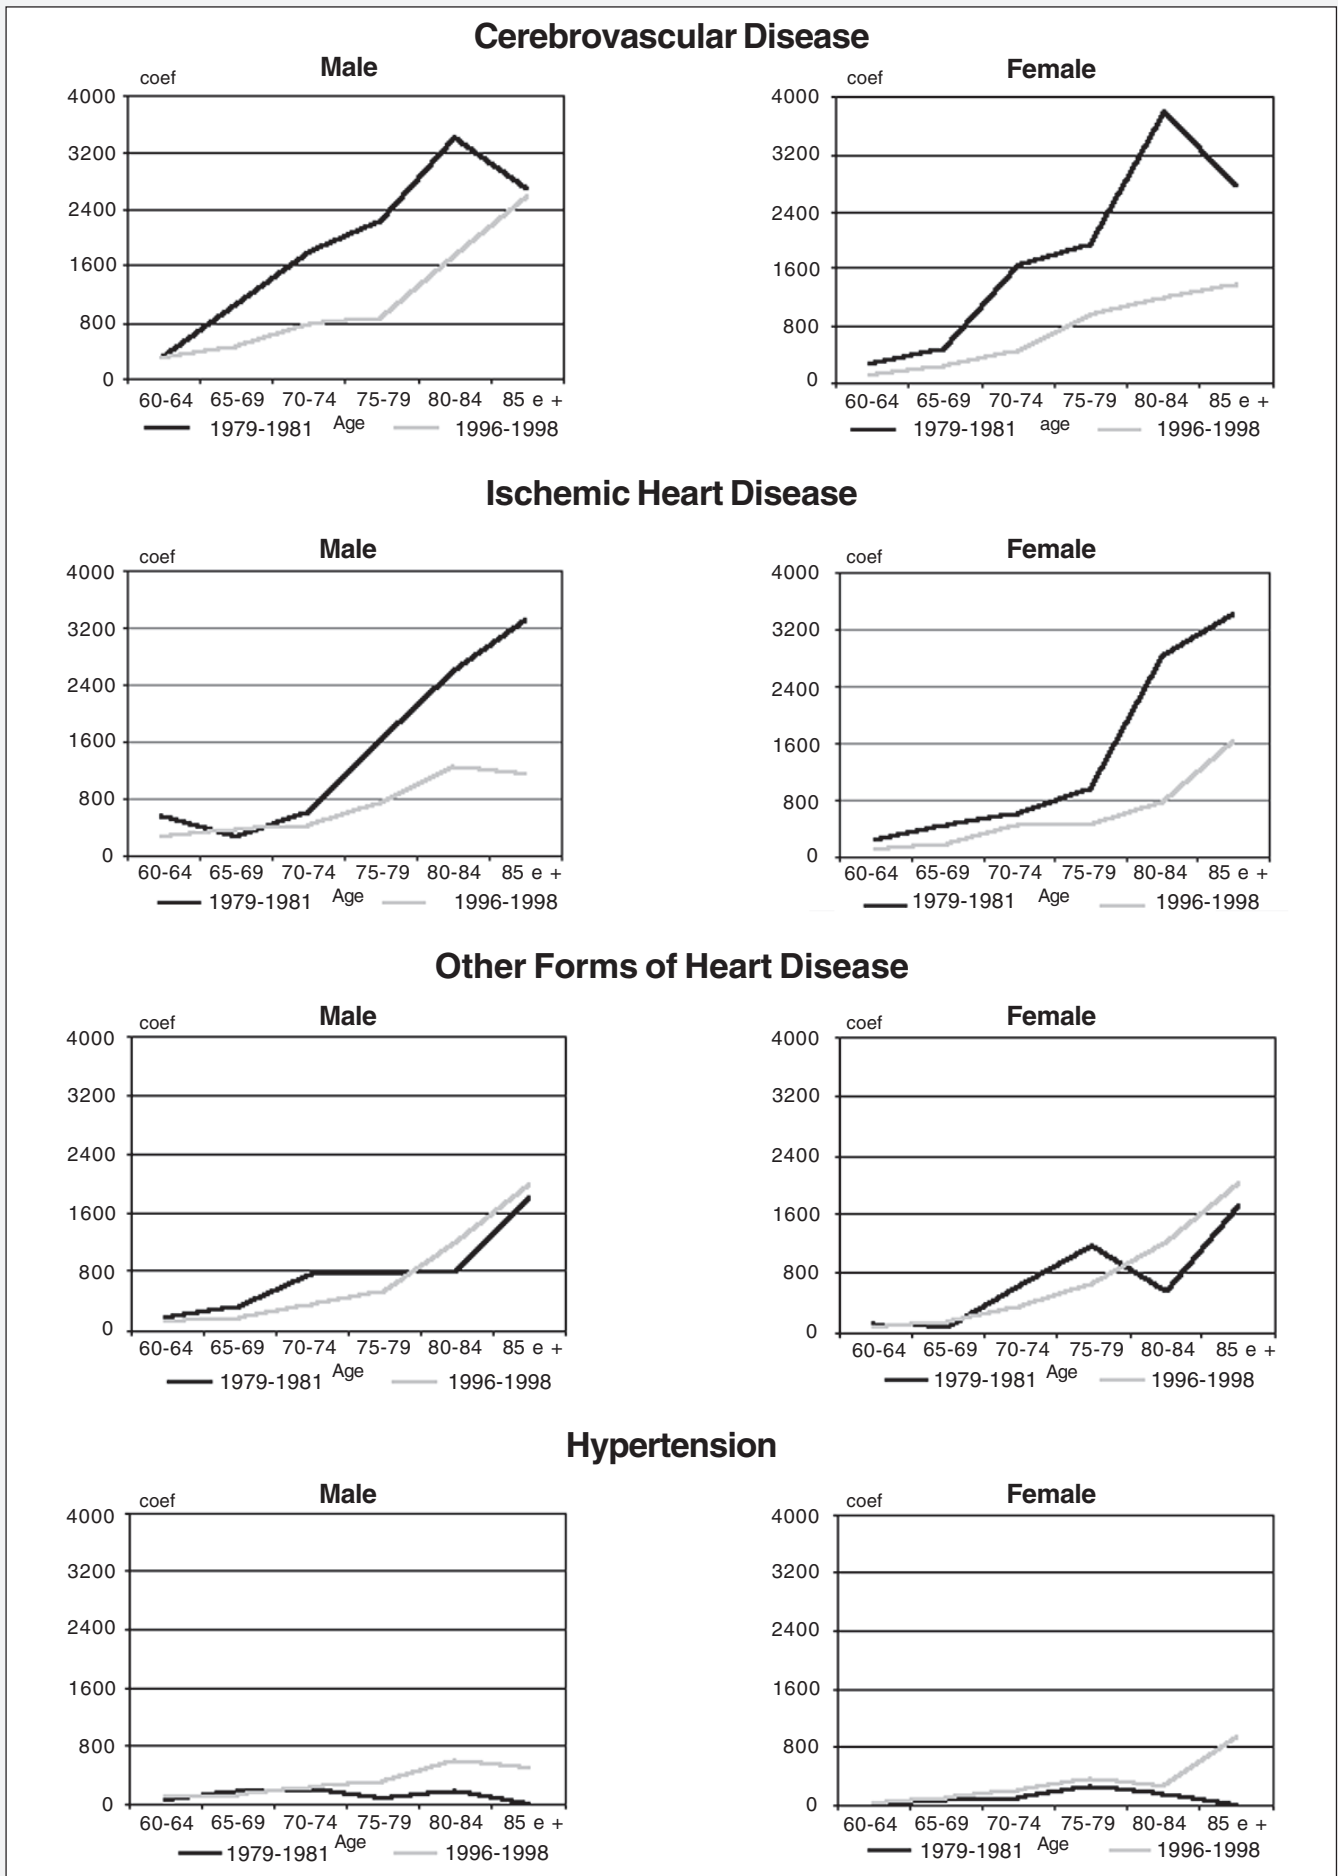 Cerebrovascular Disease
Male
coef
4000
3200
2400
1600
800
0
60-64 65-69 70-74 75-79 80-84 85 e +
1979-1981 Age 1996-1998
Female
coef
4000
3200
2400
1600
800
0
60-64 65-69 70-74 75-79 80-84 85 e +
1979-1981 age 1996-1998
Ischemic Heart Disease
Male
coef
4000
3200
2400
1600
800
0
60-64 65-69 70-74 75-79 80-84 85 e +
1979-1981 Age 1996-1998
Female
coef
4000
3200
2400
1600
800
0
60-64 65-69 70-74 75-79 80-84 85 e +
1979-1981 Age 1996-1998
Other Forms of Heart Disease
Male
coef
4000
3200
2400
1600
800
0
60-64 65-69 70-74 75-79 80-84 85 e +
1979-1981 Age 1996-1998
Female
coef
4000
3200
2400
1600
800
0
60-64 65-69 70-74 75-79 80-84 85 e +
1979-1981 Age 1996-1998
Hypertension
Male
coef
4000
3200
2400
1600
800
0
60-64 65-69 70-74 75-79 80-84 85 e +
1979-1981 Age 1996-1998
Female
coef
4000
3200
2400
1600
800
0
60-64 65-69 70-74 75-79 80-84 85 e +
1979-1981 Age 1996-1998